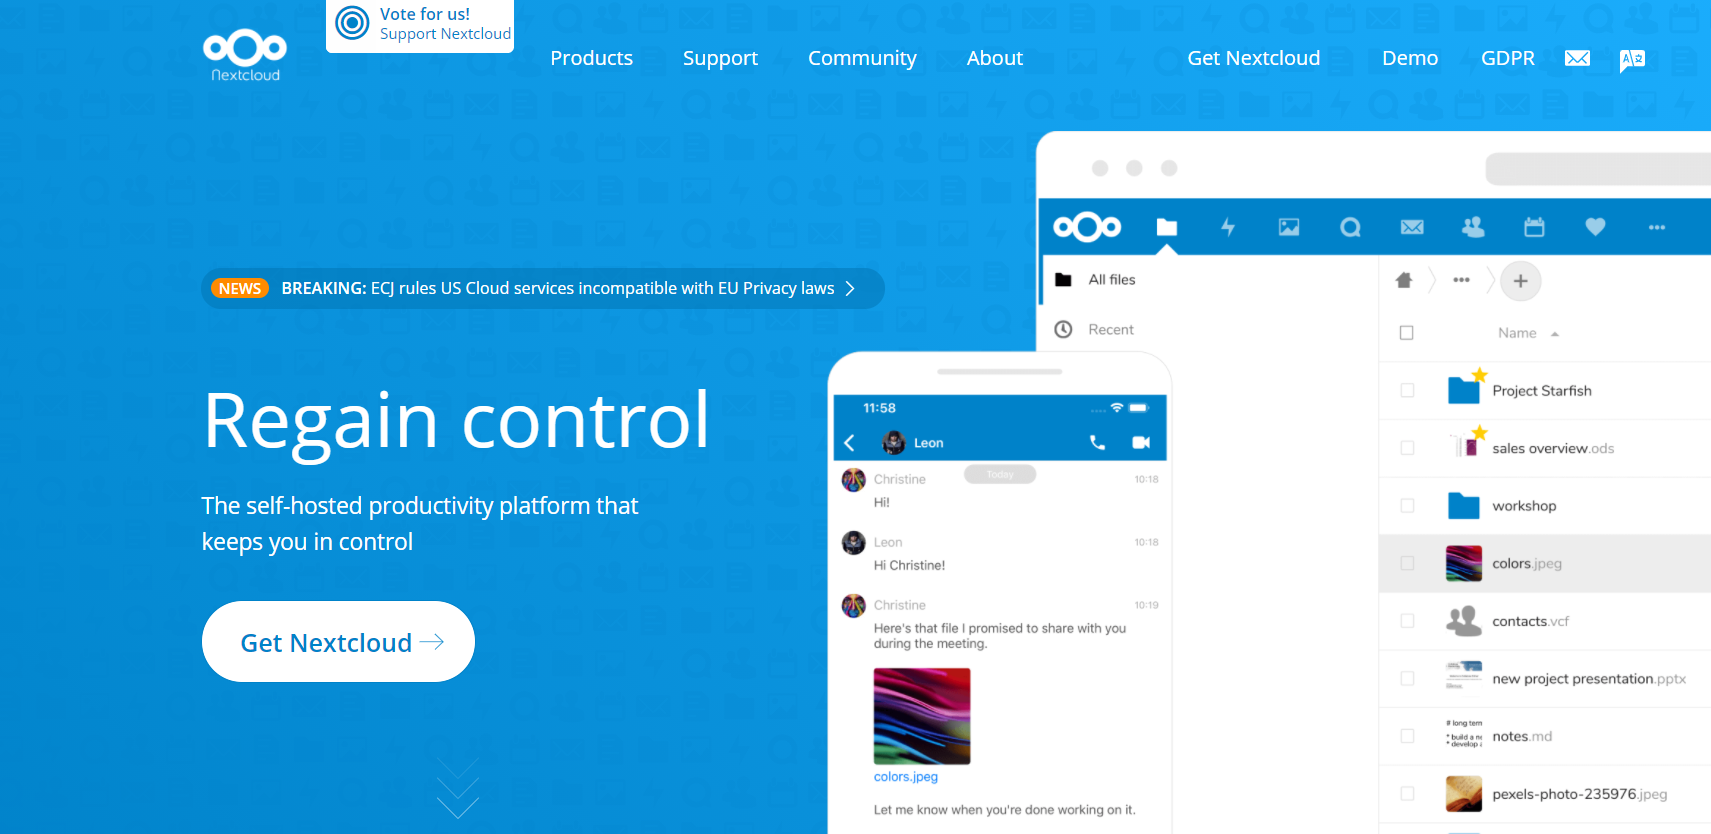 Vote for us!
Support Nextcloud
Nextcloud
Products
Support
Community
About
Get Nextcloud
Demo
GDPR
NEWS BREAKING: ECJ rules US Cloud services incompatible with EU Privacy laws
Regain control
The self-hosted productivity platform that
keeps you in control
Get Nextcloud
11:58
Leon
Today
Christine 10:18
Hi!
Leon 10:18
Hi Christine!
Christine 10:19
Here's that file I promised to share with you
during the meeting.
colors.jpeg
Let me know when you're done working on it.
All files
Recent
Name
Project Starfish
sales overview.ods
workshop
colors.jpeg
contacts.vcf
new project presentation.pptx
# long tem
* build a
* develop
notes.md
pexels-photo-235976.jpeg